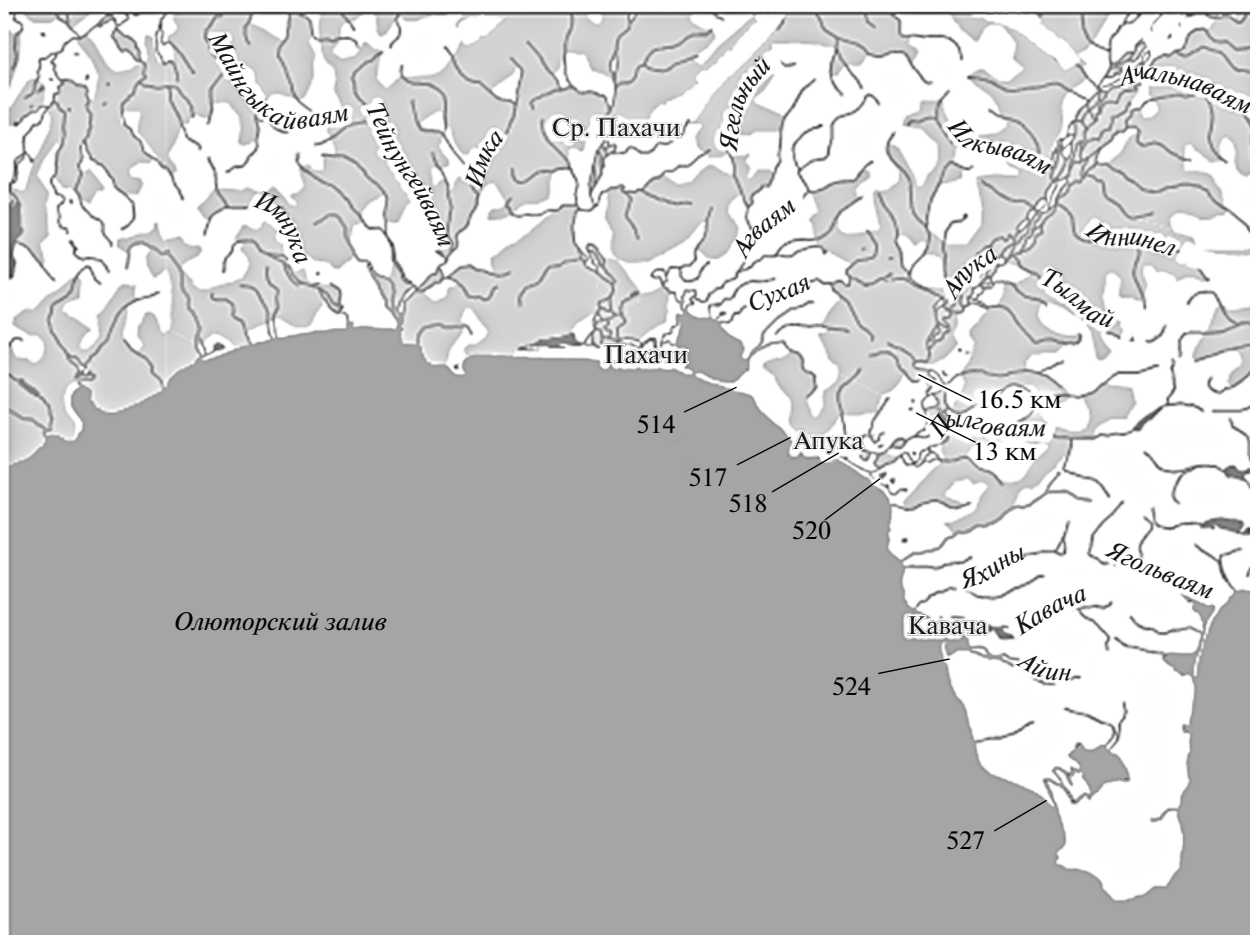 Майнгыкайваям
Тейнунгейваям
Имка
Имнука
Ср. Пахачи
Ягельный
Ачальнаваям
Илкываям
Агваям
Сухая
Апука
Иннинел
Тылмай
Пахачи
16.5 км
514
Пылговаям
13 км
Апука
517
518
520
Яхины
Ягольваям
Олюторский залив
Кавача
Кавача
Айин
524
527